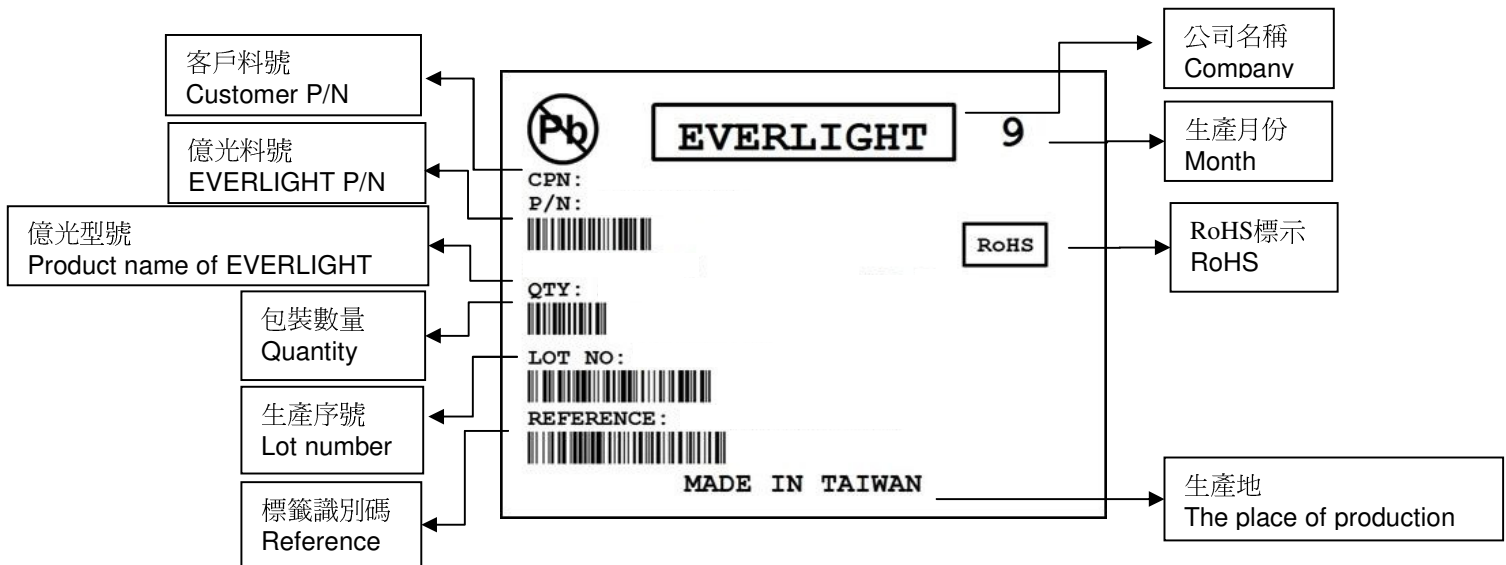 客戶料號
Customer P/N
億光料號
EVERLIGHT P/N
億光型號
Product name of EVERLIGHT
包裝數量
Quantity
生產序號
Lot number
標籤識別碼
Reference
Pb
EVERLIGHT
9
CPN:
P/N:
RoHS
QTY:
LOT NO:
REFERENCE:
MADE IN TAIWAN
公司名稱
Company
生產月份
Month
RoHS標示
RoHS
生產地
The place of production